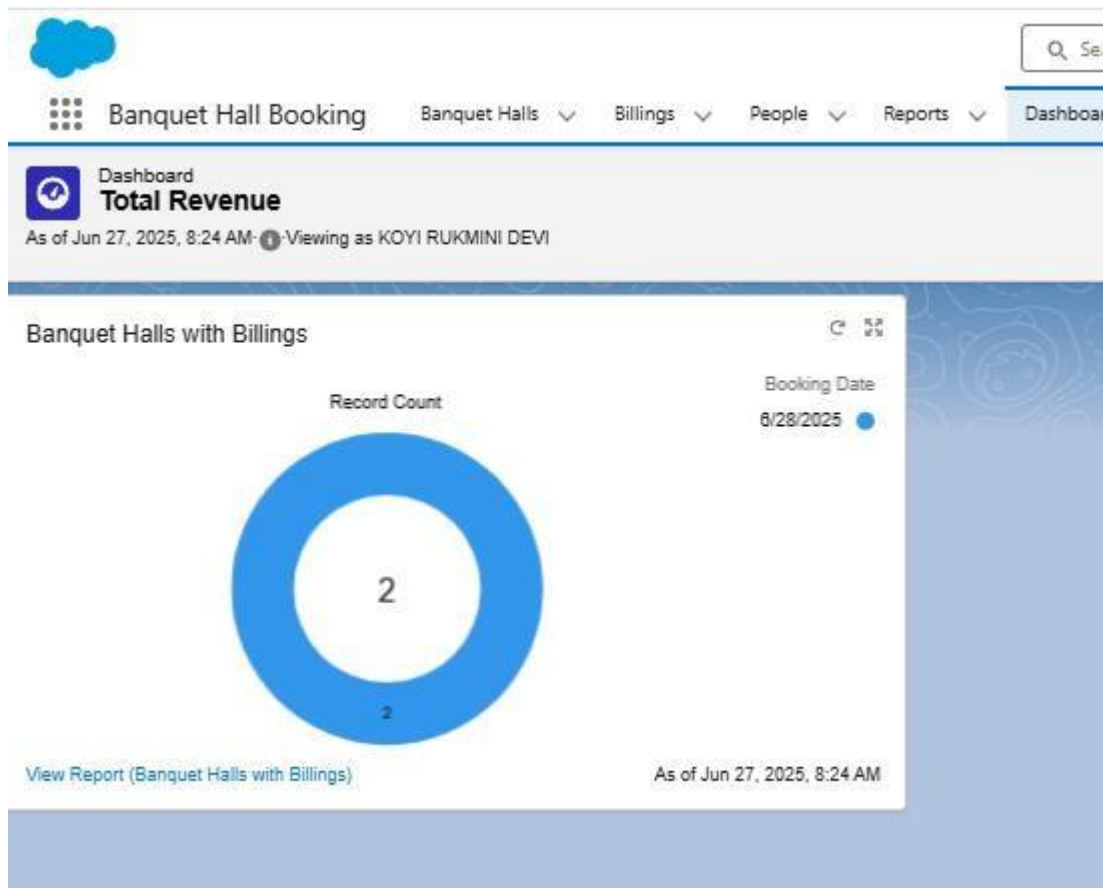 Se
Banquet Hall Booking Banquet Halls Billings People Reports Dashboar
Dashboard
Total Revenue
As of Jun 27, 2025, 8:24 AM· ·Viewing as KOYI RUKMINI DEVI
Banquet Halls with Billings
Record Count
Booking Date
6/28/2025
2
2
View Report (Banquet Halls with Billings) As of Jun 27, 2025, 8:24 AM